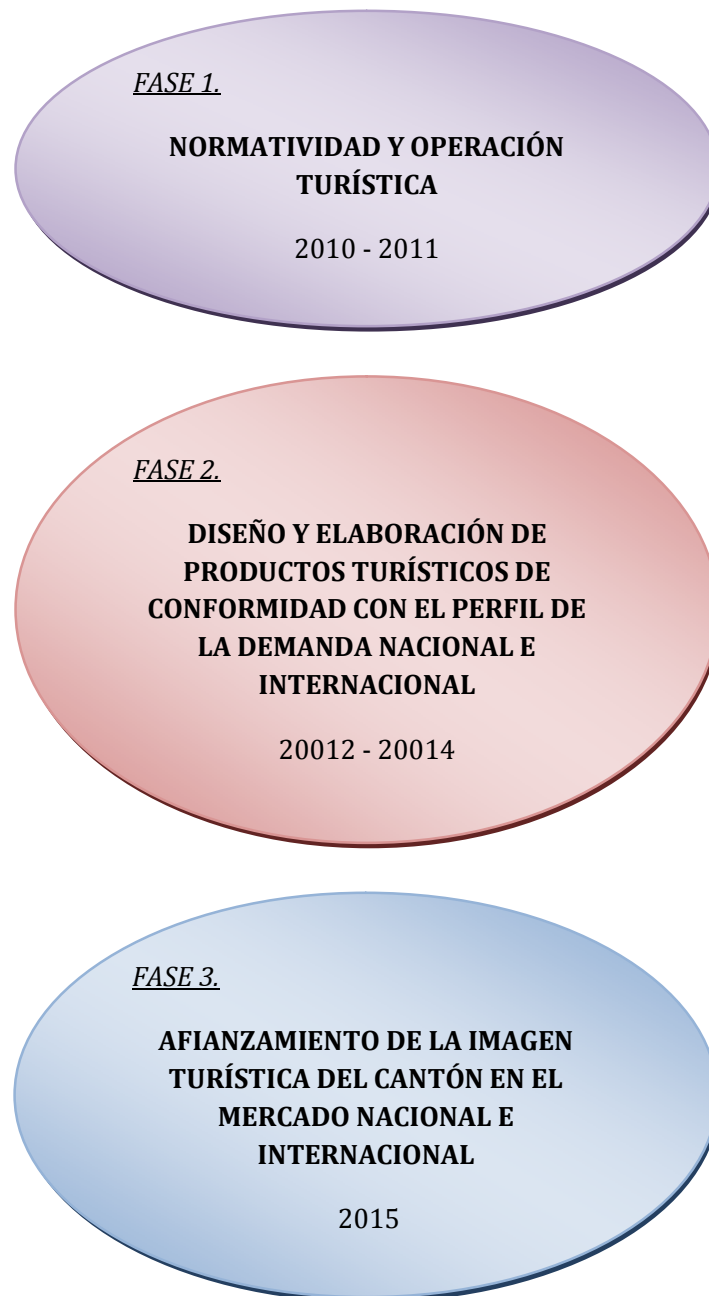 FASE 1.
NORMATIVIDAD Y OPERACIÓN
TURÍSTICA
2010 - 2011
FASE 2.
DISEÑO Y ELABORACIÓN DE
PRODUCTOS TURÍSTICOS DE
CONFORMIDAD CON EL PERFIL DE
LA DEMANDA NACIONAL E
INTERNACIONAL
20012 - 20014
FASE 3.
AFIANZAMIENTO DE LA IMAGEN
TURÍSTICA DEL CANTÓN EN EL
MERCADO NACIONAL E
INTERNACIONAL
2015